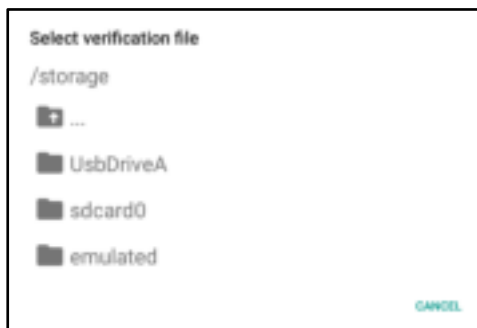 Select verification file
/storage
...
UsbDriveA
sdcard0
emulated
CANCEL